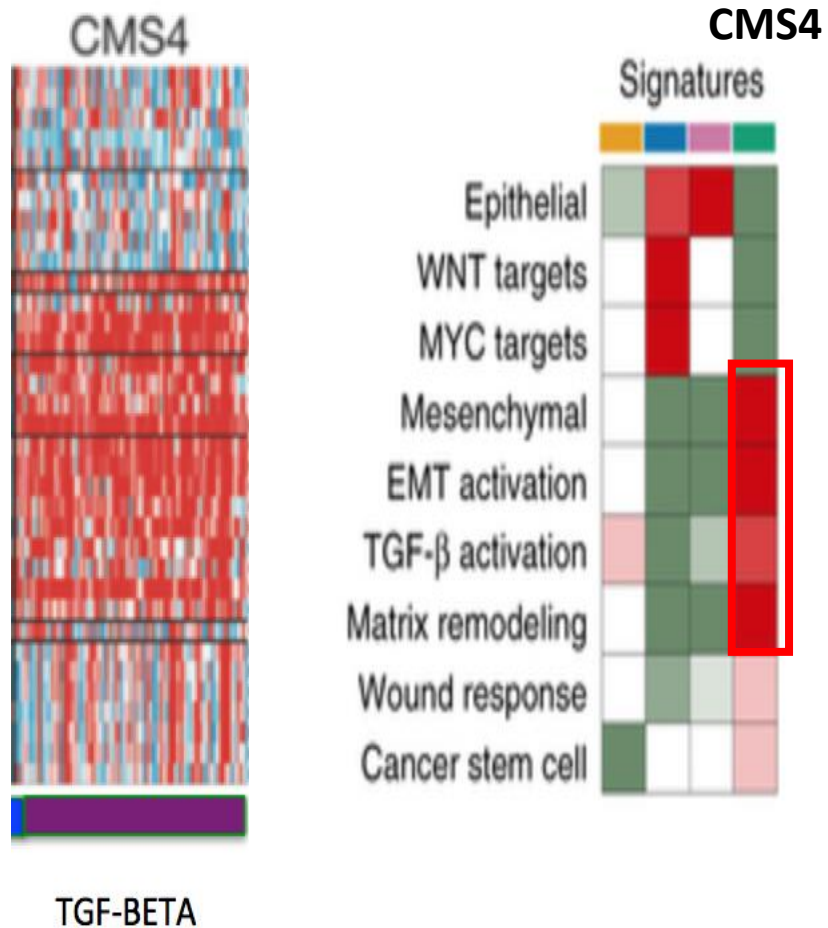 CMS4
CMS4
Signatures
Epithelial
WNT targets
MYC targets
Mesenchymal
EMT activation
TGF-β activation
Matrix remodeling
Wound response
Cancer stem cell
TGF-BETA